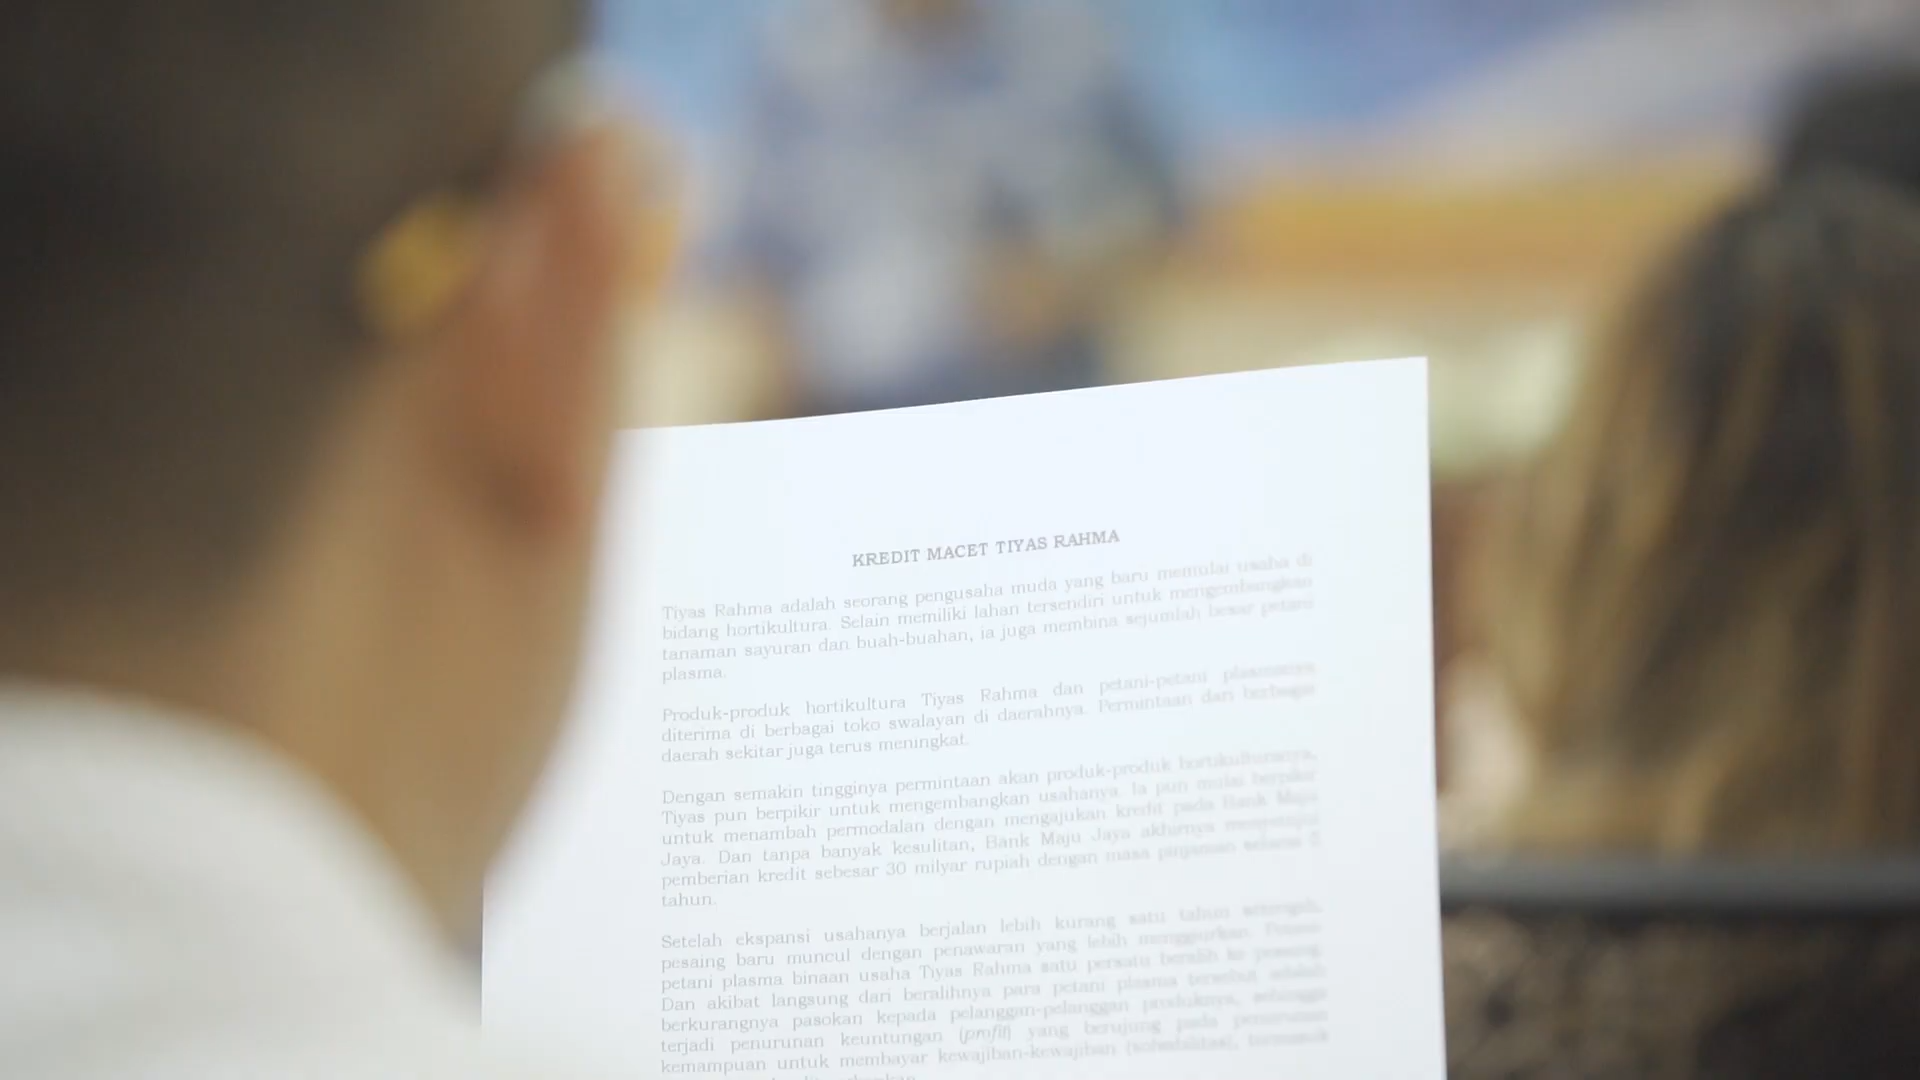 KREDIT MACET TIYAS RAHMA
Tiyas Rahma adalah seorang pengusaha muda yang baru memulai usaha di
bidang hortikultura. Selain memiliki lahan tersendiri untuk mengembangkan
tanaman sayuran dan buah-buahan, ia juga membina sejumlah besar petani
plasma.
Produk-produk hortikultura Tiyas Rahma dan petani-petani plasmanya
diterima di berbagai toko swalayan di daerahnya. Permintaan dari berbagai
daerah sekitar juga terus meningkat.
Dengan semakin tingginya permintaan akan produk-produk hortikulturanya,
Tiyas pun berpikir untuk mengembangkan usahanya. Ia pun mulai berpikir
untuk menambah permodalan dengan mengajukan kredit pada Bank Maju
Jaya. Dan tanpa banyak kesulitan, Bank Maju Jaya akhirnya menyetujui
pemberian kredit sebesar 30 milyar rupiah dengan masa pinjaman selama 5
tahun.
Setelah ekspansi usahanya berjalan lebih kurang satu tahun setengah,
pesaing baru muncul dengan penawaran yang lebih menggiurkan.
petani plasma binaan usaha Tiyas Rahma satu persatu beralih ke pesaing.
Dan akibat langsung dari beralihnya para petani plasma tersebut adalah
berkurangnya pasokan kepada pelanggan-pelanggan produknya, sehingga
terjadi penurunan keuntungan (profit) yang berujung pada penurunan
kemampuan untuk membayar kewajiban-kewajiban (solvabilitas), termasuk